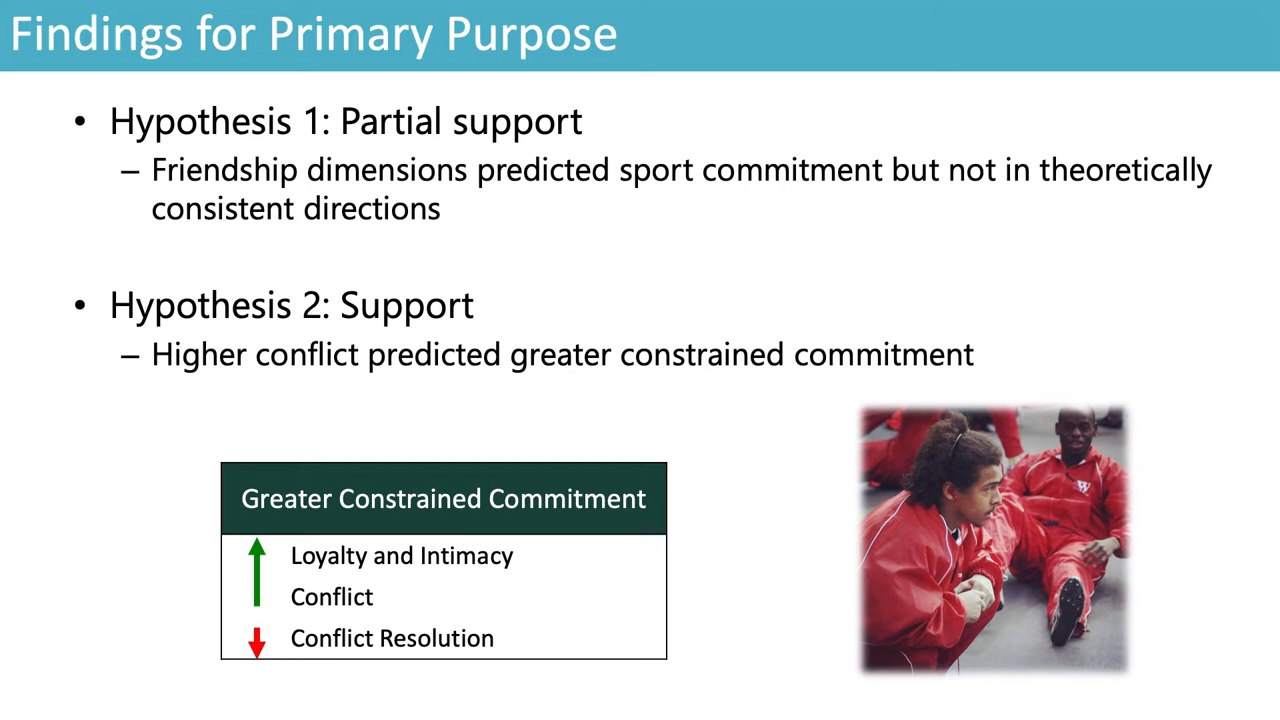 Findings for Primary Purpose
• Hypothesis 1: Partial support
– Friendship dimensions predicted sport commitment but not in theoretically
consistent directions
• Hypothesis 2: Support
– Higher conflict predicted greater constrained commitment
Greater Constrained Commitment
Loyalty and Intimacy
Conflict
Conflict Resolution
W